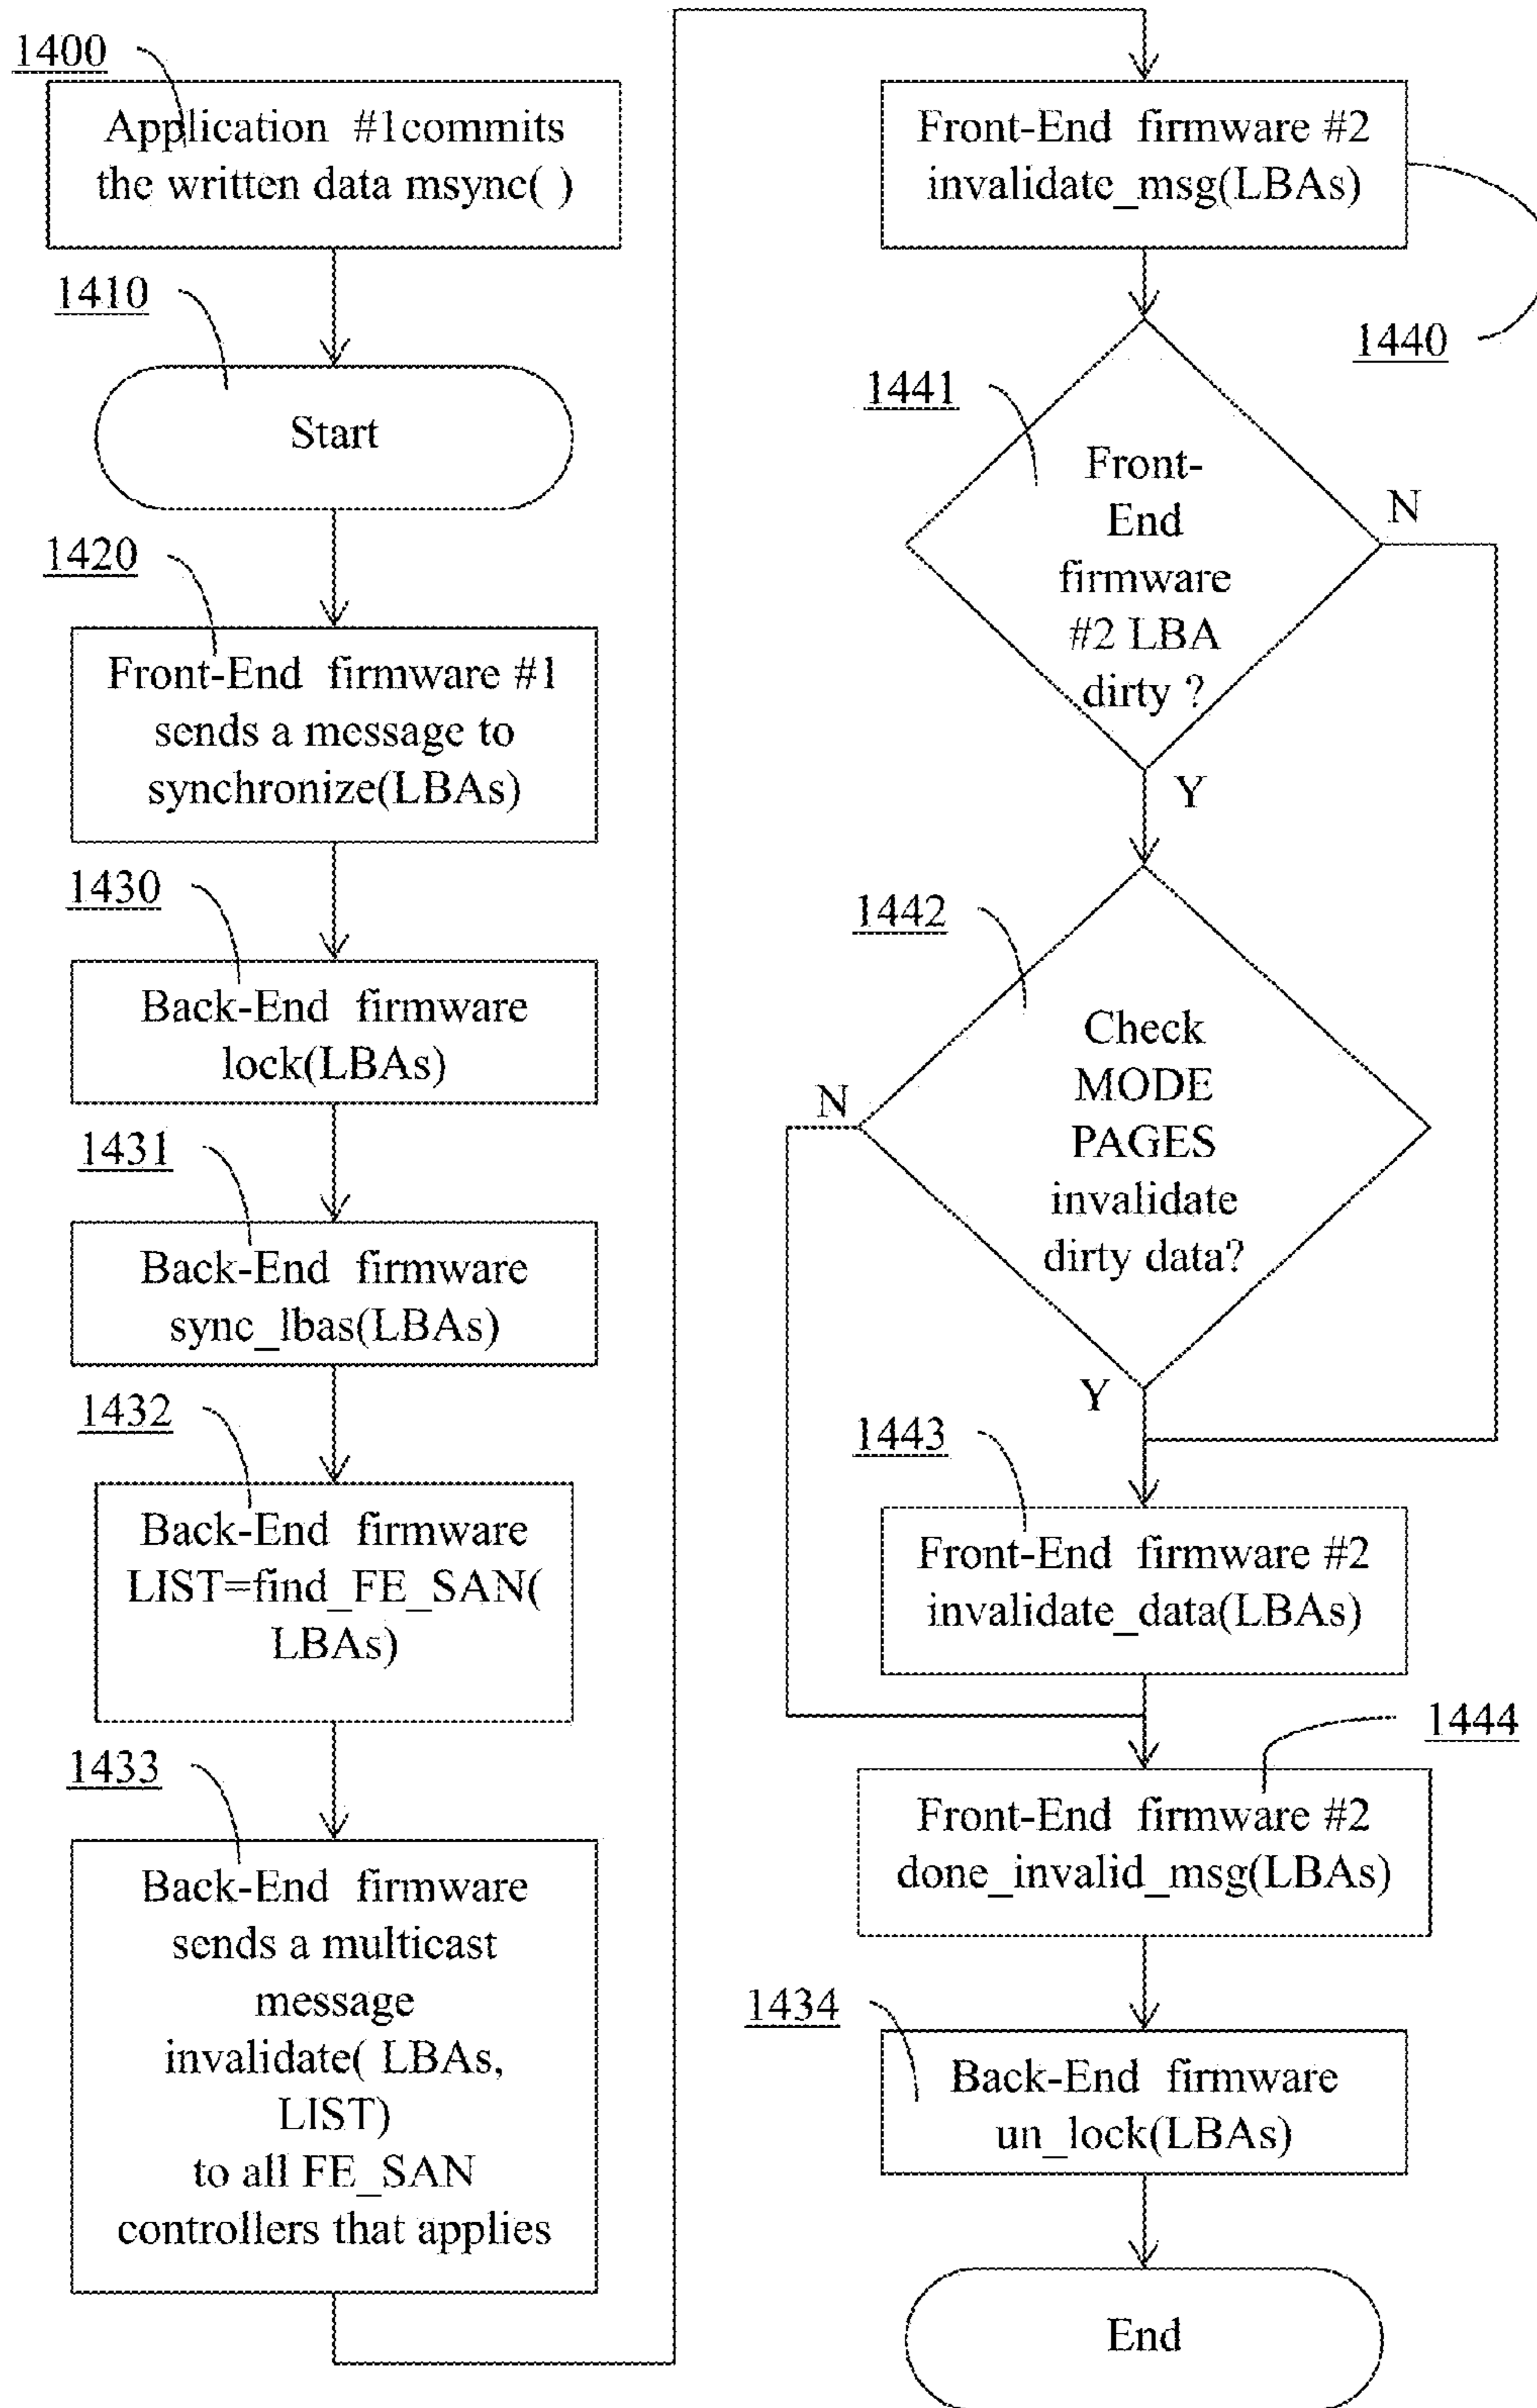 1400
Application #1commits
the written data msync( )
1410
Start
1420
Front-End firmware #1
sends a message to
synchronize(LBAs)
1430
Back-End firmware
lock(LBAs)
1431
Back-End firmware
sync_lbas(LBAs)
1432
Back-End firmware
LIST=find_FE_SAN(
LBAs)
1433
Back-End firmware
sends a multicast
message
invalidate( LBAs,
LIST)
to all FE_SAN
controllers that applies
Front-End firmware #2
invalidate_msg(LBAs)
1440
1441
Front-
End
firmware
#2 LBA
dirty ?
N
Y
1442
Check
MODE
PAGES
invalidate
dirty data?
N
Y
1443
Front-End firmware #2
invalidate_data(LBAs)
1444
Front-End firmware #2
done_invalid_msg(LBAs)
1434
Back-End firmware
un_lock(LBAs)
End